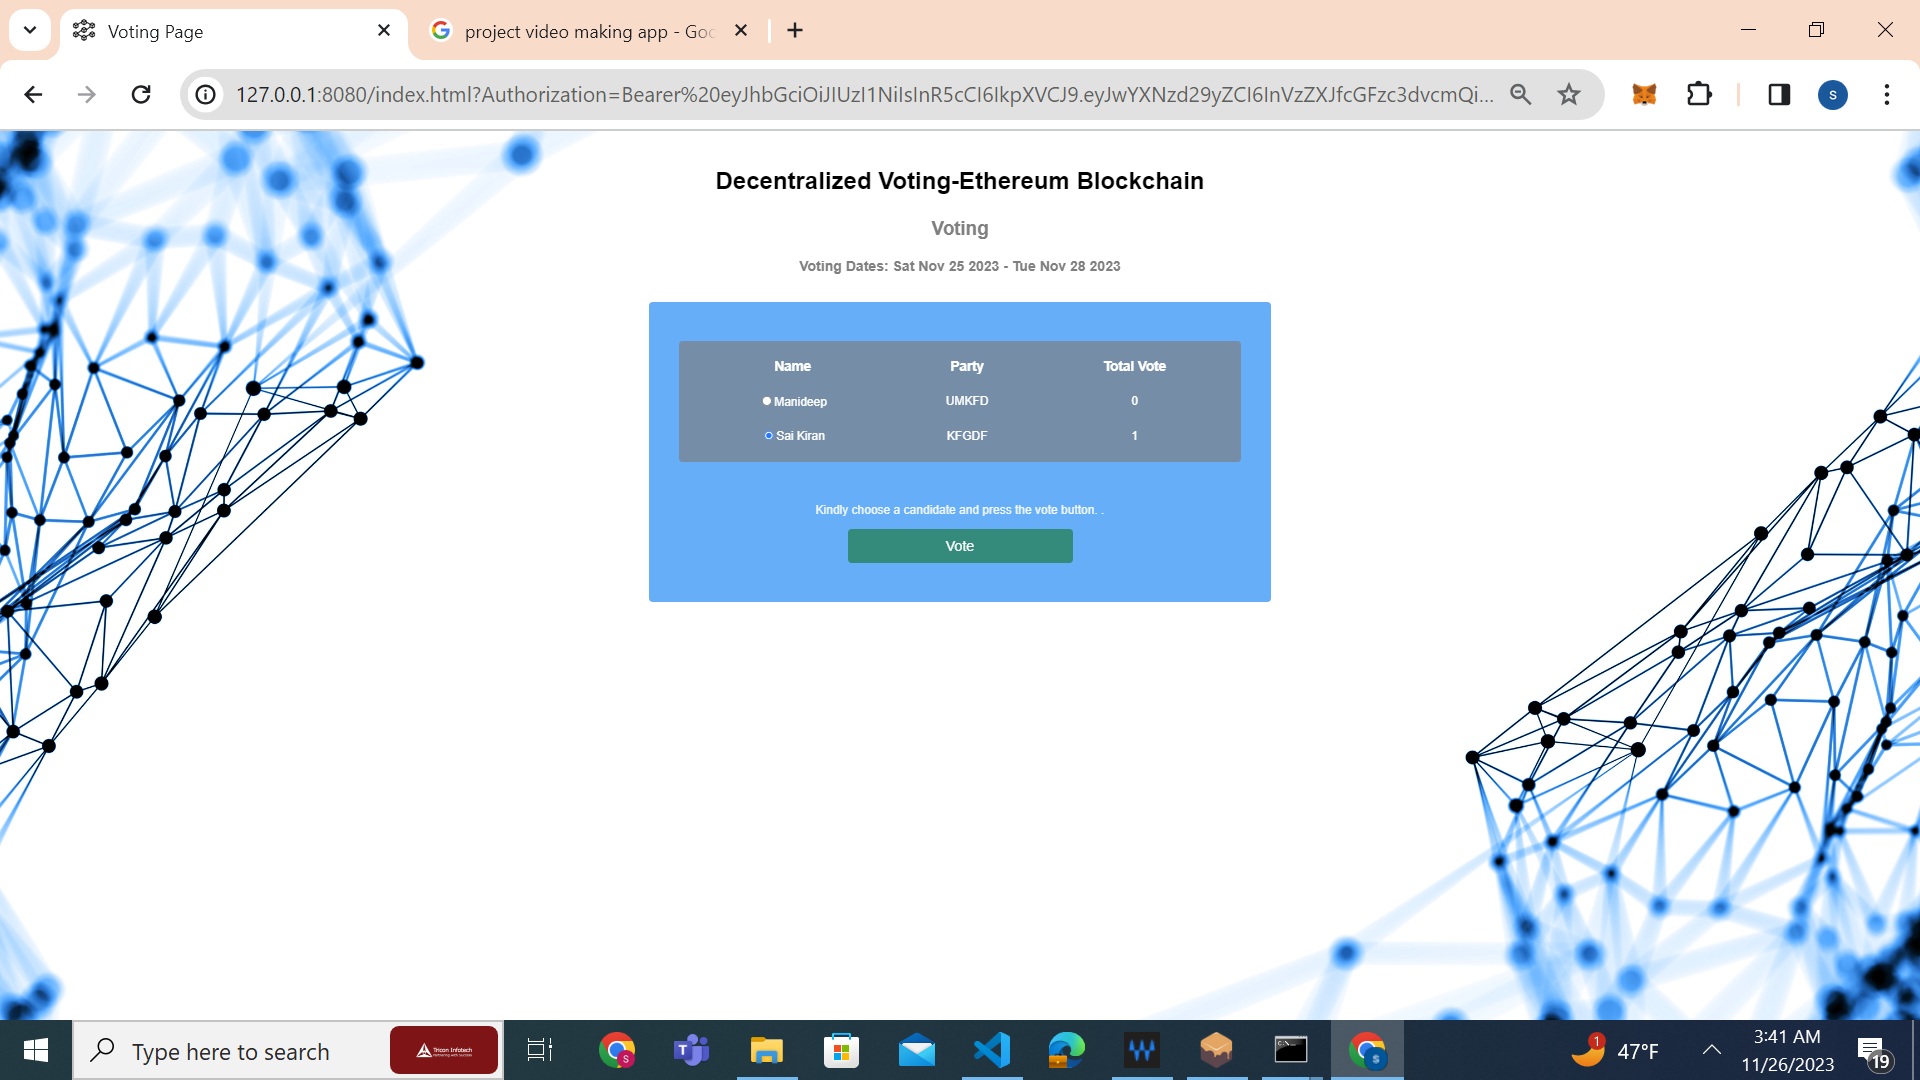 Voting Page
project video making app - Goo
127.0.0.1:8080/index.html?Authorization=Bearer%20eyJhbGciOiJIUzI1NiIsInR5cCI6IkpXVCJ9.eyJwYXNzd29yZCI6InVzZXJfcGFzc3dvcmQi...
s
Decentralized Voting-Ethereum Blockchain
Voting
Voting Dates: Sat Nov 25 2023 - Tue Nov 28 2023
Name Party Total Vote
Manideep UMKFD 0
Sai Kiran KFGDF 1
Kindly choose a candidate and press the vote button. .
Vote
Type here to search
Tricon Infotech
1
47°F
3:41 AM
11/26/2023
19